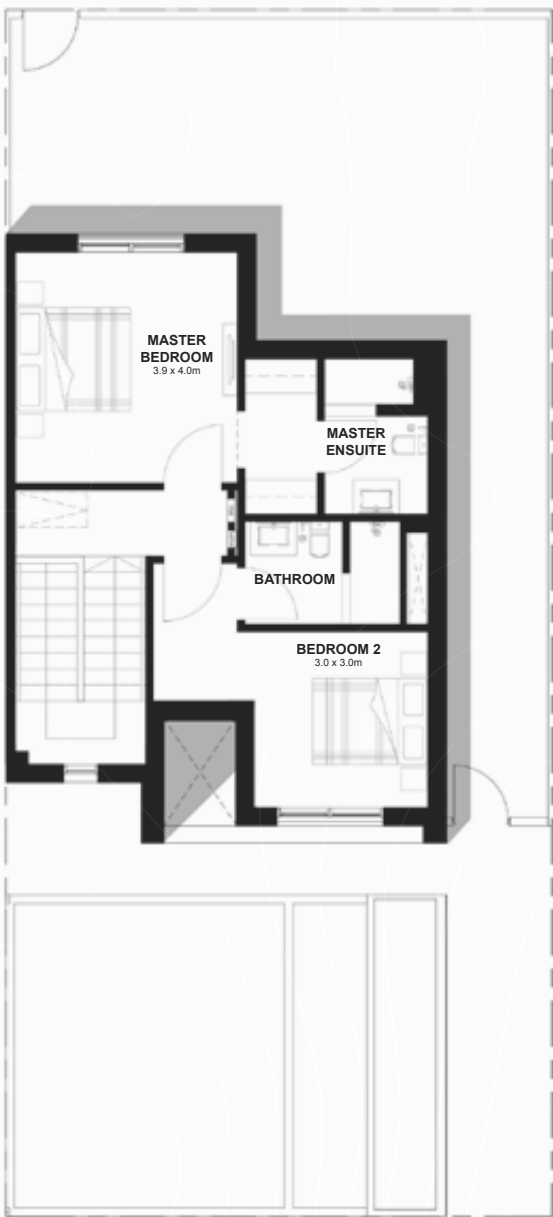 MASTER
BEDROOM
3.9 x 4.0m
MASTER
ENSUITE
BATHROOM
BEDROOM 2
3.0 x 3.0m